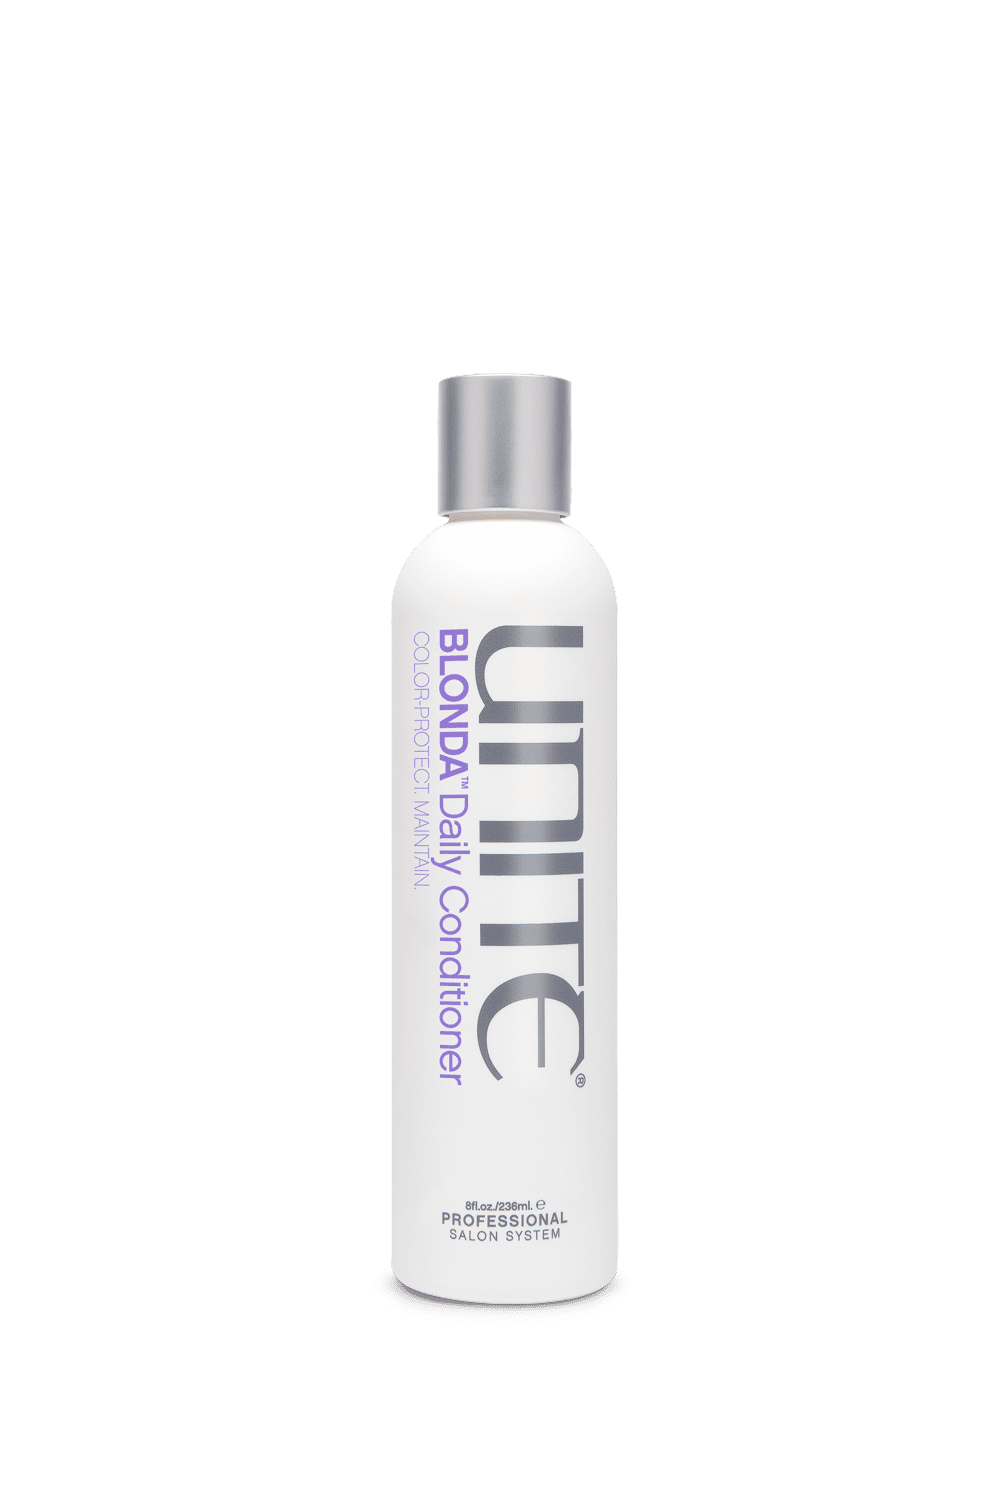 UNITE®
BLONDA™ Daily Conditioner
COLOR-PROTECT. MAINTAIN.
8fl.oz./236ml. ℮
PROFESSIONAL
SALON SYSTEM